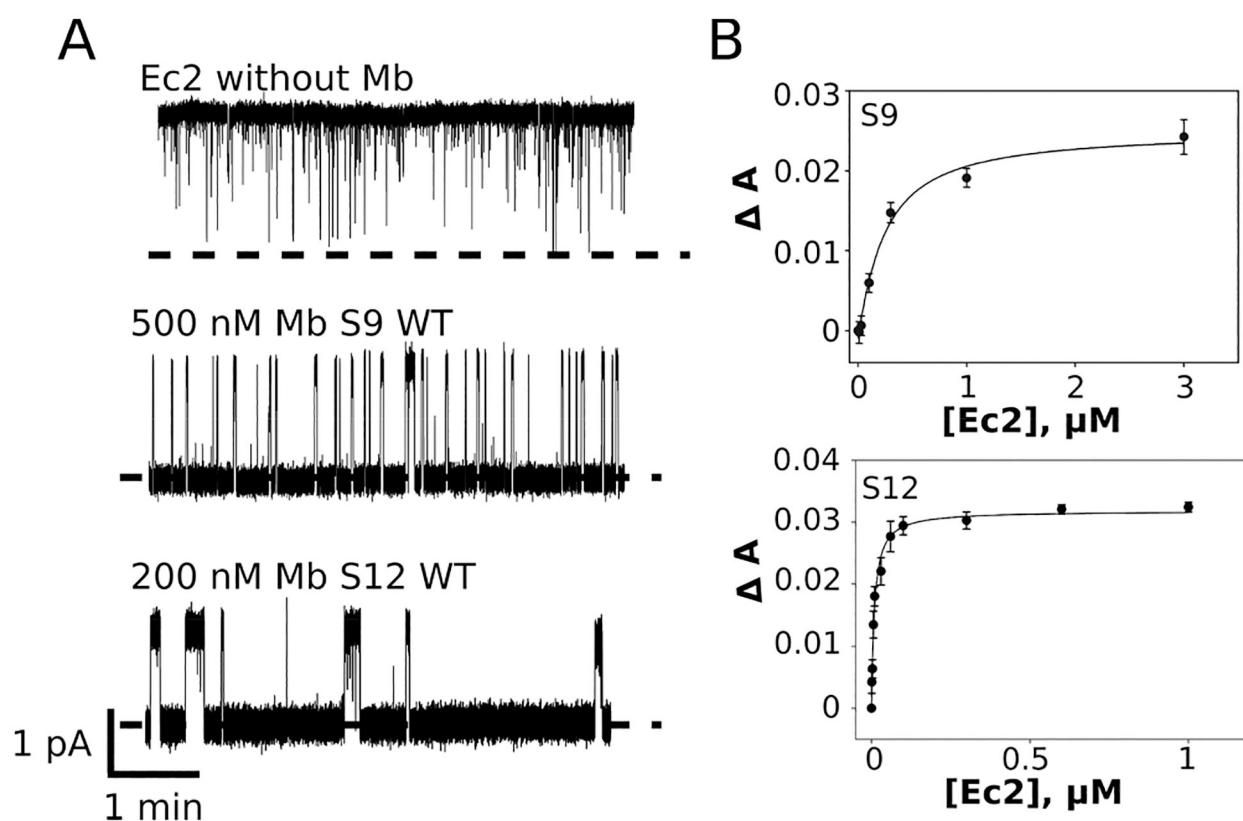 A
Ec2 without Mb
500 nM Mb S9 WT
200 nM Mb S12 WT
1 pA
1 min
B
0.03
S9
0.02
0.01
0
Δ A
0 1 2 3
[Ec2], μM
0.04
S12
0.03
0.02
0.01
0
Δ A
0 0.5 1
[Ec2], μM